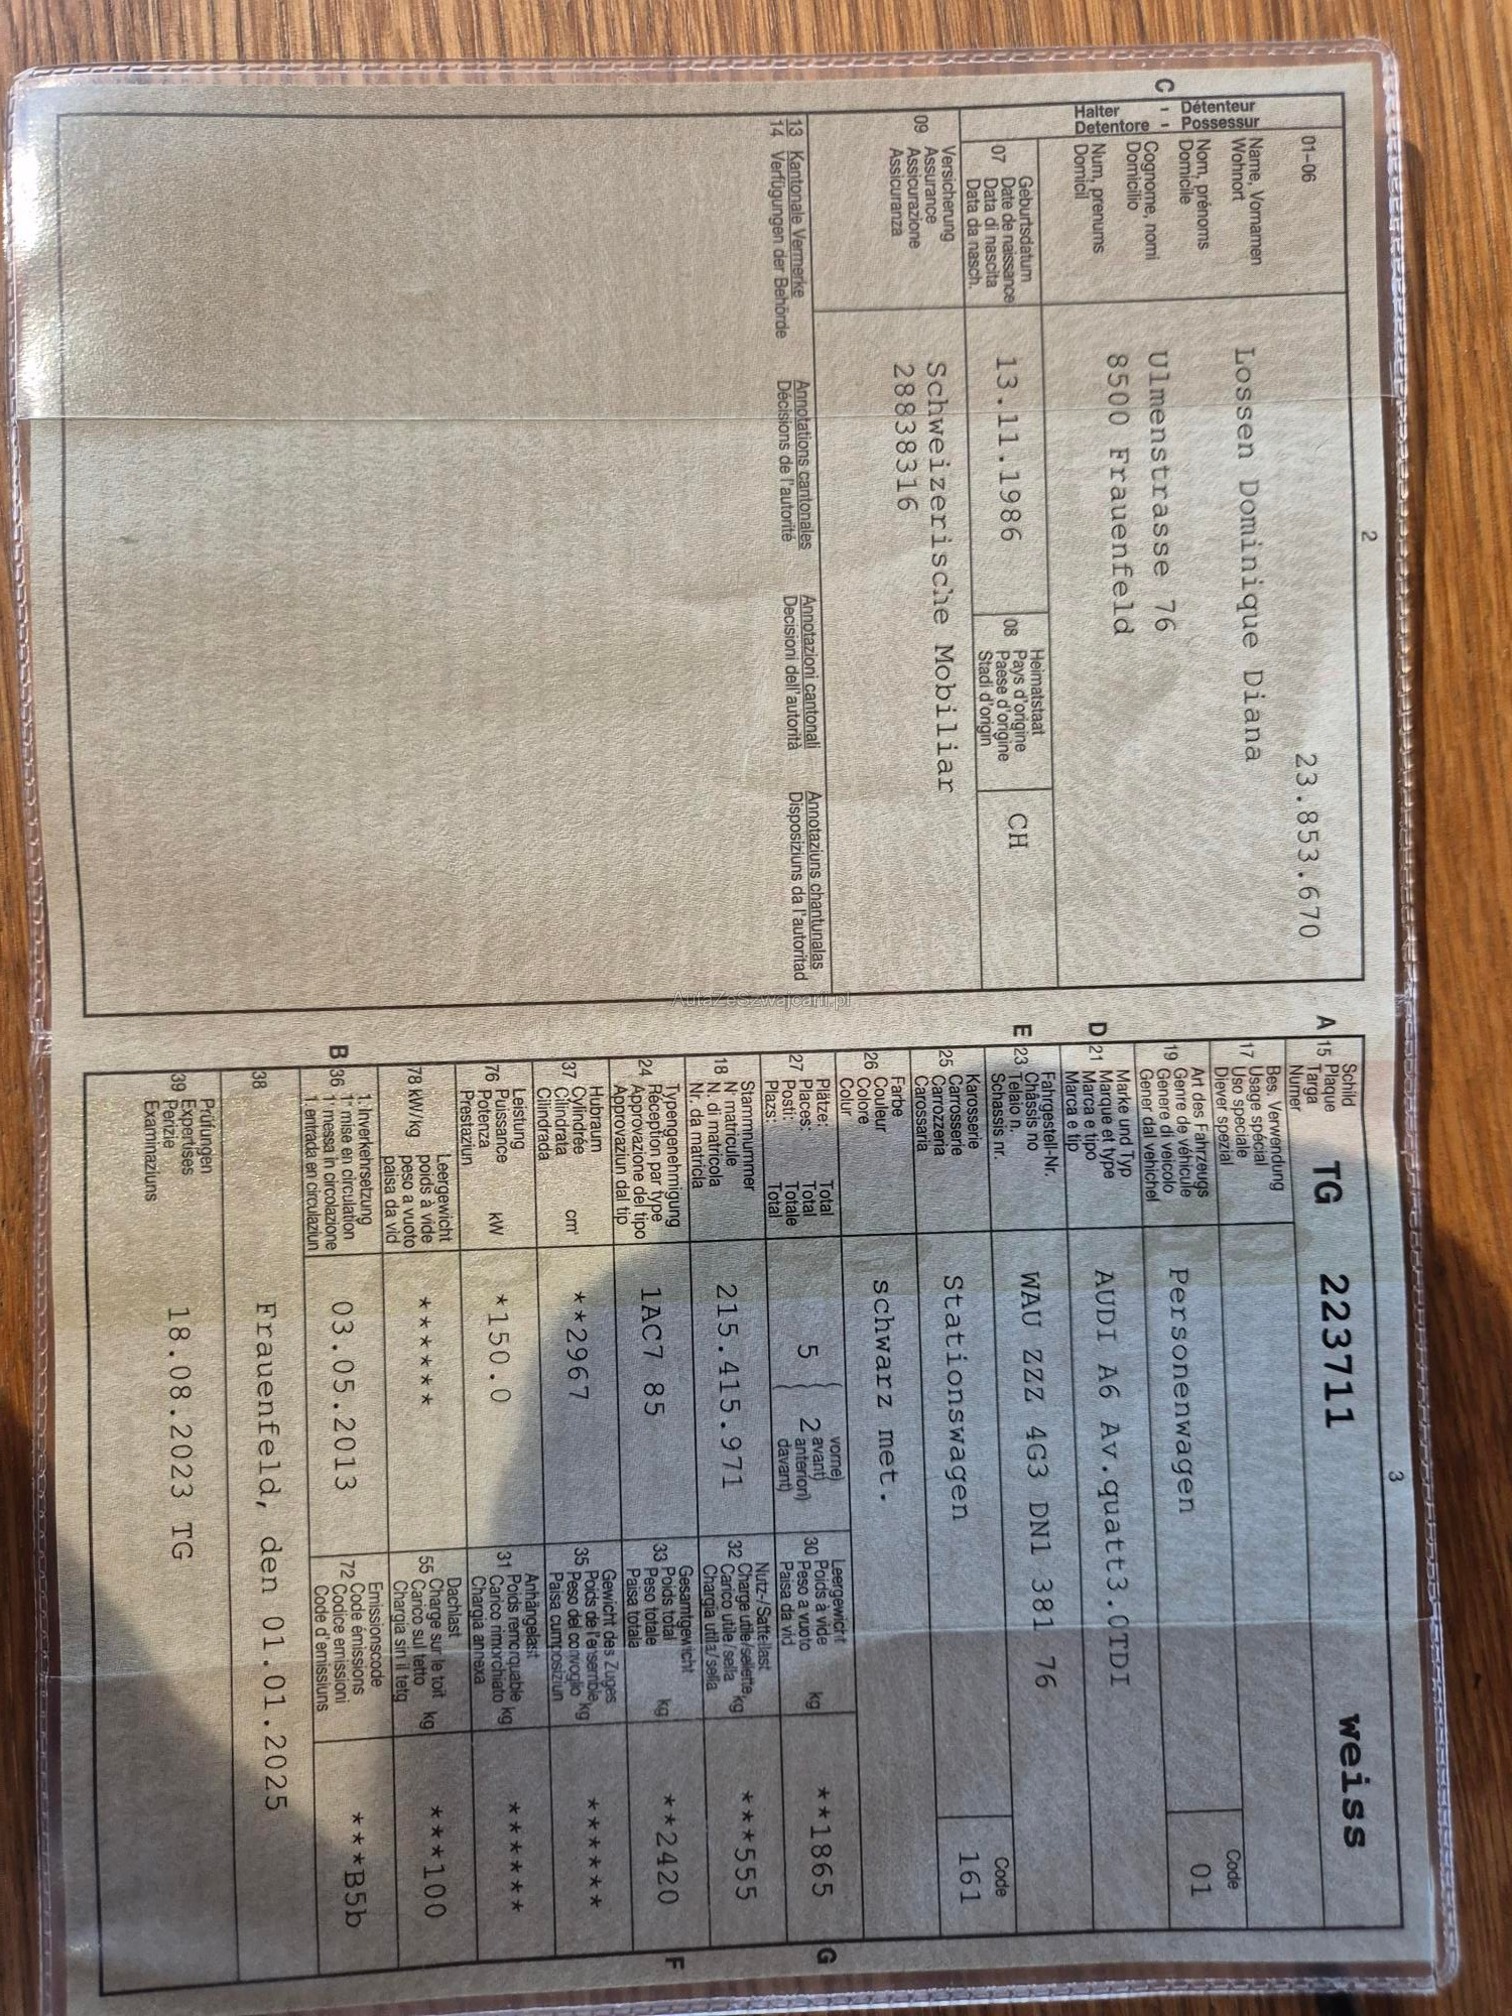 2
01-06
23.853.670
C - Détenteur
Possessur
Halter
Detentore
Name, Vornamen
Wohnort
Nom, prénoms
Domicile
Cognome, nomi
Domicilio
Num, prenums
Domicil
Lossen Dominique Diana
Ulmenstrasse 76
8500 Frauenfeld
07 Geburtsdatum
Date de naissance
Data di nascita
Data da nasch.
13.11.1986
08 Heimatstaat
Pays d'origine
Paese d'origine
Stadi d'origin
CH
09 Versicherung
Assurance
Assicurazione
Assicuranza
Schweizerische Mobiliar
28838316
13 Kantonale Vermerke Annotations cantonales Annotazioni cantonali Annotaziuns chantunalas
14 Verfügungen der Behörde Décisions de l'autorité Decisioni dell'autorità Disposiziuns da l'autoritad
AutaZeSzwajcarii.pl
3
A 15 Schild
Plaque
Targa
Numer
TG 223711 weiss
17 Bes. Verwendung
Usage spécial
Uso speciale
Diever spezial
19 Art des Fahrzeugs
Genre de véhicule
Genere di veicolo
Gener dal vehichel
Personenwagen
Code
01
D 21 Marke und Typ
Marque et type
Marca e tipo
Marca e tip
AUDI A6 Av.quatt3.0TDI
E 23 Fahrgestell-Nr.
Châssis no
Telaio n.
Schassis nr.
WAU ZZZ 4G3 DN1 381 76
25 Karosserie
Carrosserie
Carrozzeria
Carossaria
Stationswagen
Code
161
26 Farbe
Couleur
Colore
Colur
schwarz met.
27 Plätze: Total
Places: Total
Posti: Totale
Plazs: Total
5 2 vorne)
avant)
anteriori)
davant)
30 Leergewicht
Poids à vide
Peso a vuoto
Paisa da vid
kg
**1865
G
18 Stammnummer
N° matricule
N. di matricola
Nr. da matricla
215.415.971
32 Nutz-/Sattellast
Charge utile/sellette
Carico utile/sella
Chargia utila/sella
kg
***555
24 Typengenehmigung
Réception par type
Approvazione del tipo
Approvaziun dal tip
1AC7 85
33 Gesamtgewicht
Poids total
Peso totale
Paisa totala
kg
**2420
F
37 Hubraum
Cylindrée
Cilindrata
Cilindrada
cm³
**2967
35 Gewicht des Zuges
Poids de l'ensemble
Peso del convoglio
Paisa cumposiziun
kg
******
76 Leistung
Puissance
Potenza
Prestaziun
kW
*150.0
31 Anhängelast
Poids remorquable
Carico rimorchiato
Chargia annexa
kg
******
78 kW/kg Leergewicht
poids à vide
peso a vuoto
paisa da vid
******
55 Dachlast
Charge sur le toit
Carico sul tetto
Chargia sin il tetg
kg
***100
B 36 1. Inverkehrsetzung
1re mise en circulation
1a messa in circolazione
1. entrada en circulaziun
03.05.2013
72 Emissionscode
Code émissions
Codice emissioni
Code d'emissiuns
***B5b
38
Frauenfeld, den 01.01.2025
39 Prüfungen
Expertises
Perizie
Examinaziuns
18.08.2023 TG